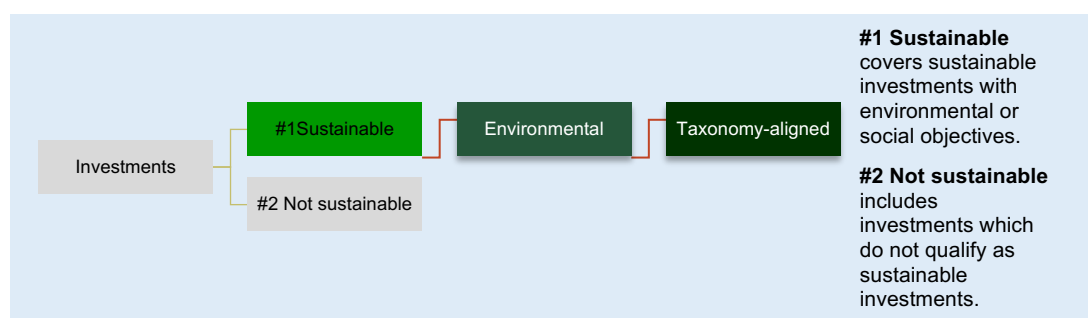 Investments
#1Sustainable
#2 Not sustainable
Environmental
Taxonomy-aligned
#1 Sustainable
covers sustainable
investments with
environmental or
social objectives.
#2 Not sustainable
includes
investments which
do not qualify as
sustainable
investments.